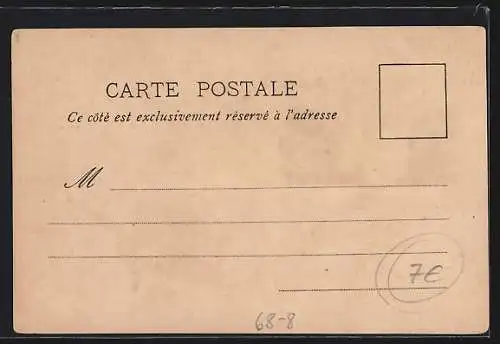 CARTE POSTALE
Ce côté est exclusivement réservé à l'adresse
M
7€
68-8